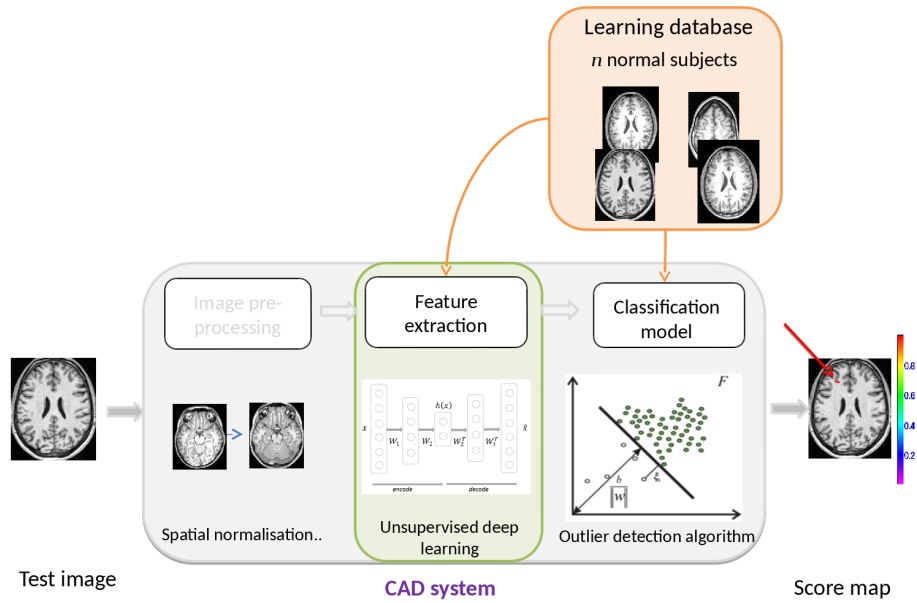 Learning database
n normal subjects
Image pre-
processing
Feature
extraction
Classification
model
F
h(x)
x
x̂
W₁
W₂
W₂ᵀ
W₁ᵀ
encode
decode
b
‖w‖
ξᵢ
0.8
0.6
0.4
0.2
Spatial normalisation..
Unsupervised deep
learning
Outlier detection algorithm
Test image
CAD system
Score map